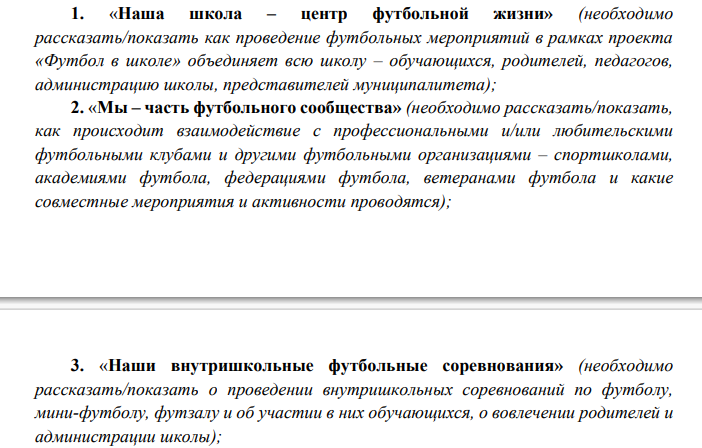 1. «Наша школа – центр футбольной жизни» (необходимо
рассказать/показать как проведение футбольных мероприятий в рамках проекта
«Футбол в школе» объединяет всю школу – обучающихся, родителей, педагогов,
администрацию школы, представителей муниципалитета);
2. «Мы – часть футбольного сообщества» (необходимо рассказать/показать,
как происходит взаимодействие с профессиональными и/или любительскими
футбольными клубами и другими футбольными организациями – спортшколами,
академиями футбола, федерациями футбола, ветеранами футбола и какие
совместные мероприятия и активности проводятся);
3. «Наши внутришкольные футбольные соревнования» (необходимо
рассказать/показать о проведении внутришкольных соревнований по футболу,
мини-футболу, футзалу и об участии в них обучающихся, о вовлечении родителей и
администрации школы);